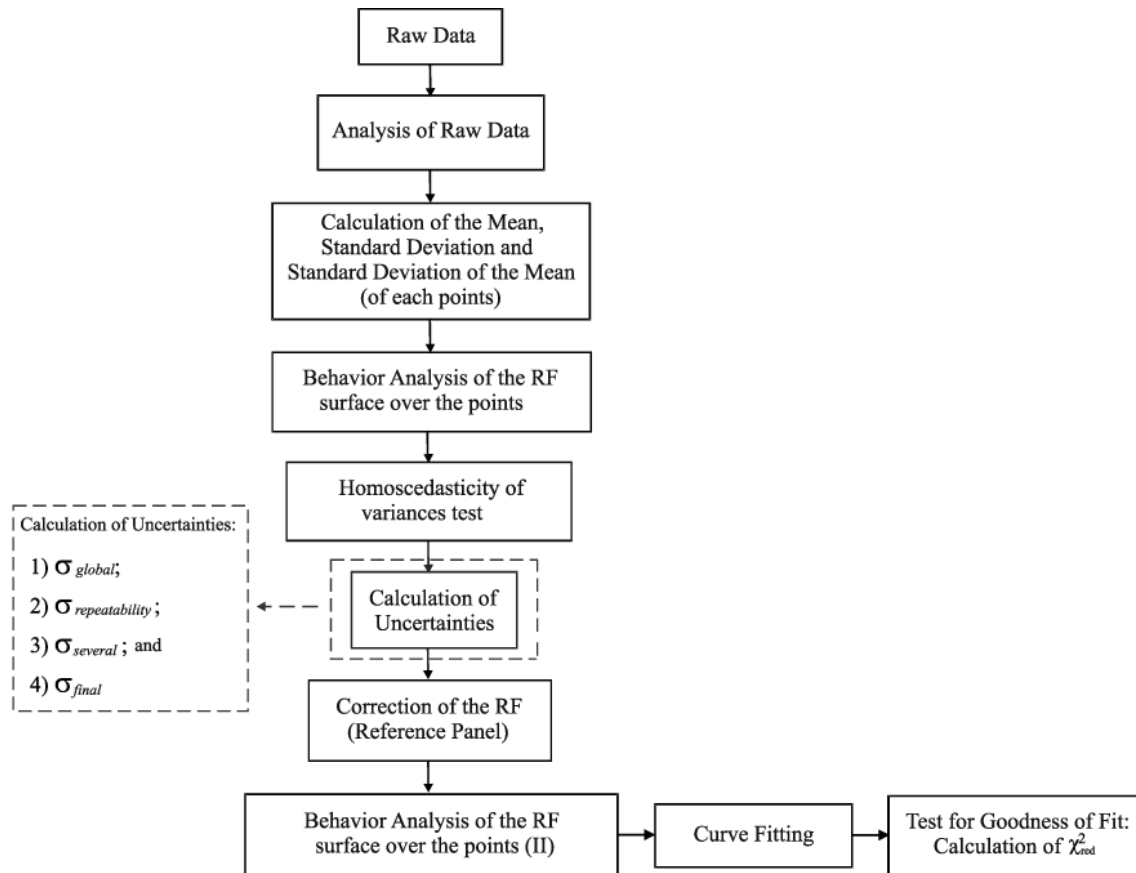 Raw Data
Analysis of Raw Data
Calculation of the Mean,
Standard Deviation and
Standard Deviation of the Mean
(of each points)
Behavior Analysis of the RF
surface over the points
Homoscedasticity of
variances test
Calculation of Uncertainties:
1) σ global;
2) σ repeatability ;
3) σ several ; and
4) σ final
Calculation of
Uncertainties
Correction of the RF
(Reference Panel)
Behavior Analysis of the RF
surface over the points (II)
Curve Fitting
Test for Goodness of Fit:
Calculation of χ²red